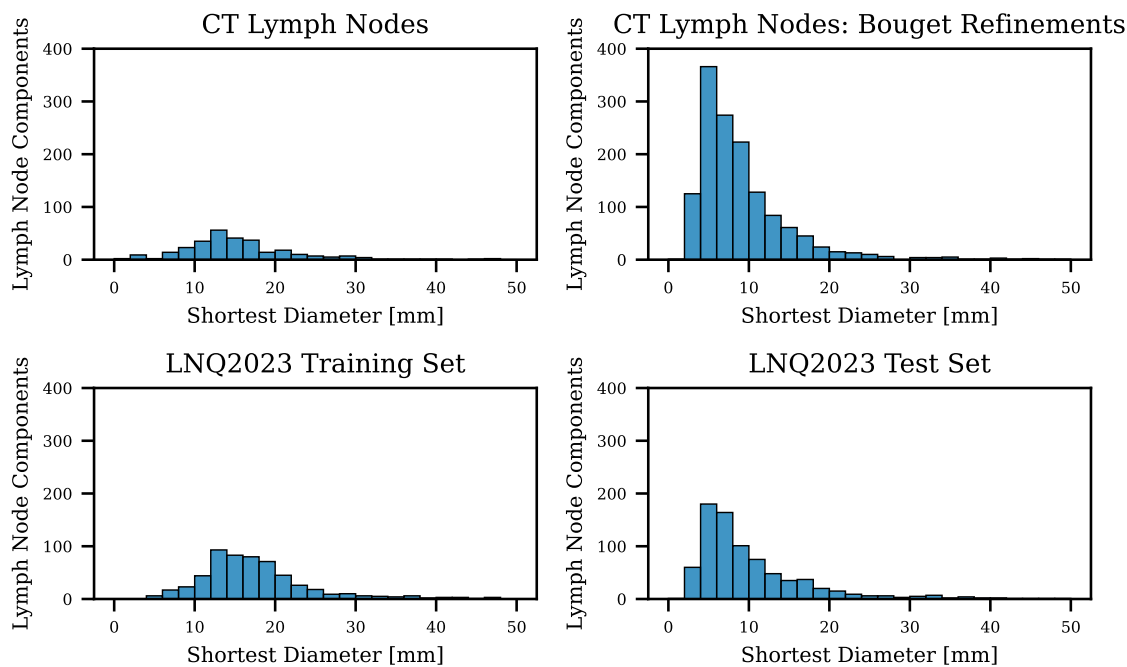 CT Lymph Nodes
Lymph Node Components
400
300
200
100
0
0 10 20 30 40 50
Shortest Diameter [mm]
CT Lymph Nodes: Bouget Refinements
Lymph Node Components
400
300
200
100
0
0 10 20 30 40 50
Shortest Diameter [mm]
LNQ2023 Training Set
Lymph Node Components
400
300
200
100
0
0 10 20 30 40 50
Shortest Diameter [mm]
LNQ2023 Test Set
Lymph Node Components
400
300
200
100
0
0 10 20 30 40 50
Shortest Diameter [mm]